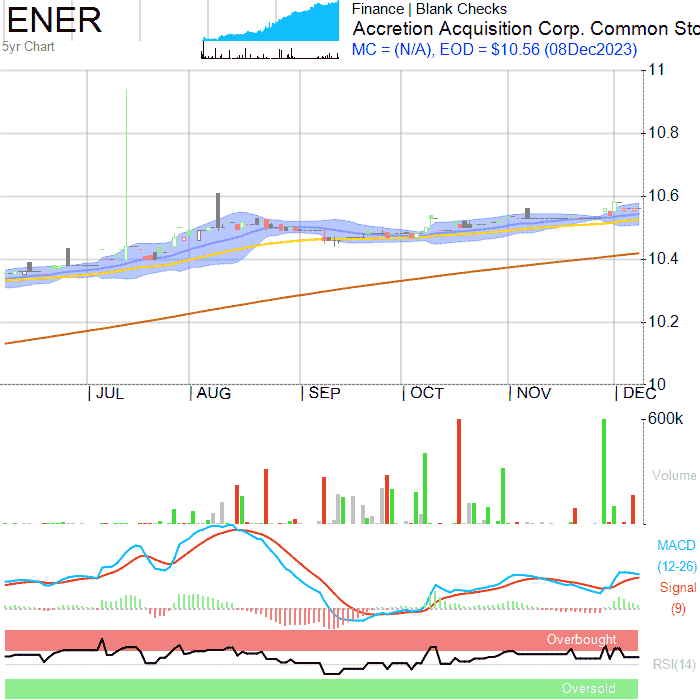 ENER
5yr Chart
Finance | Blank Checks
Accretion Acquisition Corp. Common Sto
MC = (N/A), EOD = $10.56 (08Dec2023)
11
10.8
10.6
10.4
10.2
10
JUL AUG SEP OCT NOV DEC
600k
Volume
MACD
(12-26)
Signal
(9)
Overbought
RSI(14)
Oversold